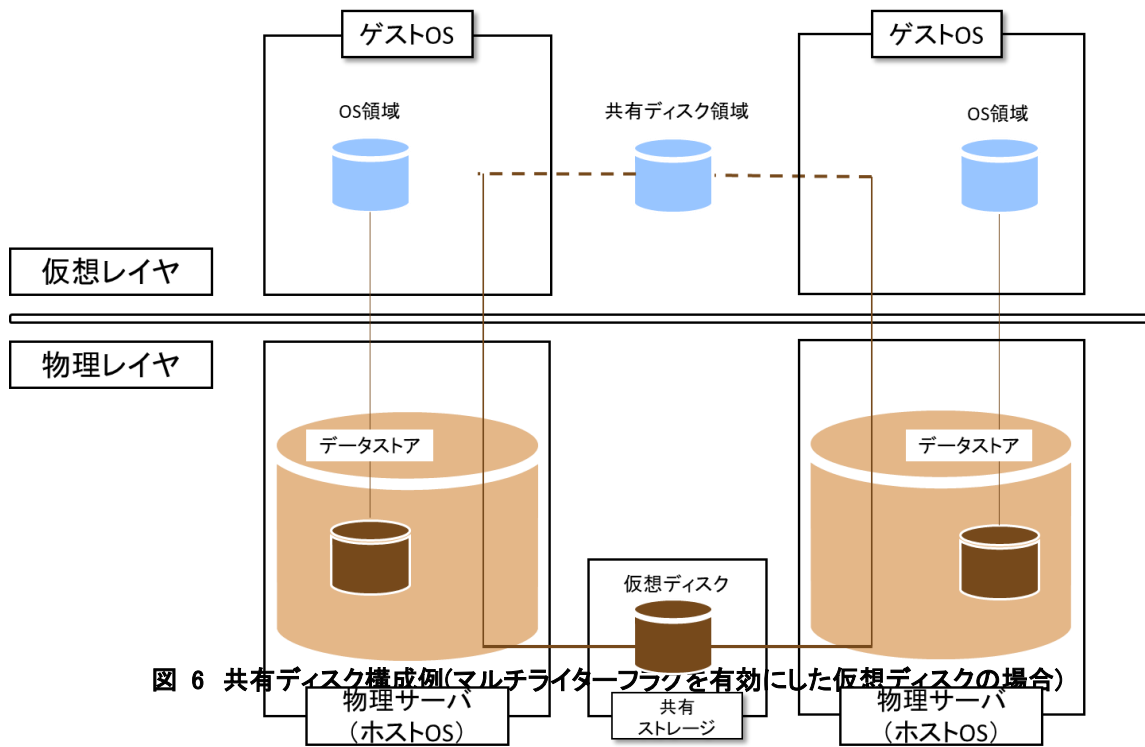 ゲストOS
ゲストOS
OS領域
共有ディスク領域
OS領域
仮想レイヤ
物理レイヤ
データストア
データストア
仮想ディスク
図 6 共有ディスク構成例(マルチライターフラグを有効にした仮想ディスクの場合)
物理サーバ
（ホストOS）
共有
ストレージ
物理サーバ
（ホストOS）